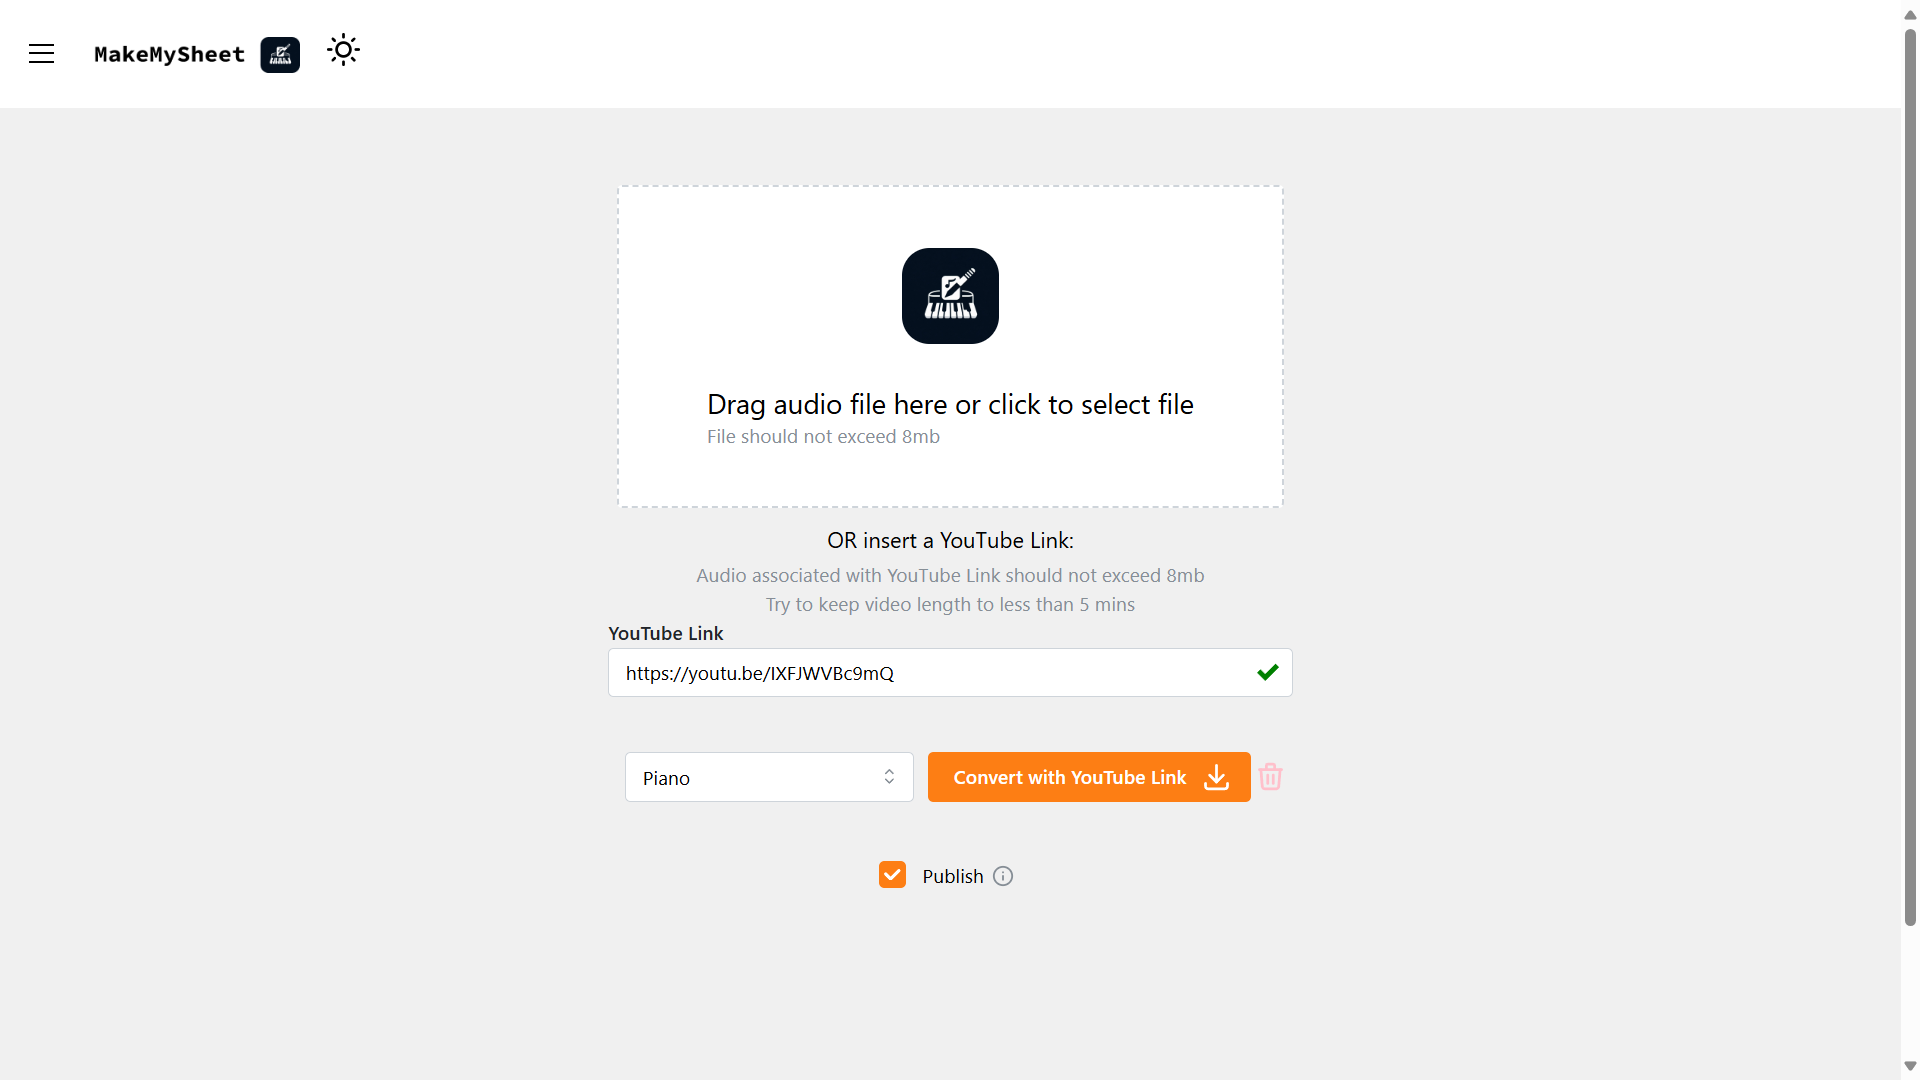 MakeMySheet
Drag audio file here or click to select file
File should not exceed 8mb
OR insert a YouTube Link:
Audio associated with YouTube Link should not exceed 8mb
Try to keep video length to less than 5 mins
YouTube Link
https://youtu.be/IXFJWVBc9mQ
Piano
Convert with YouTube Link
Publish